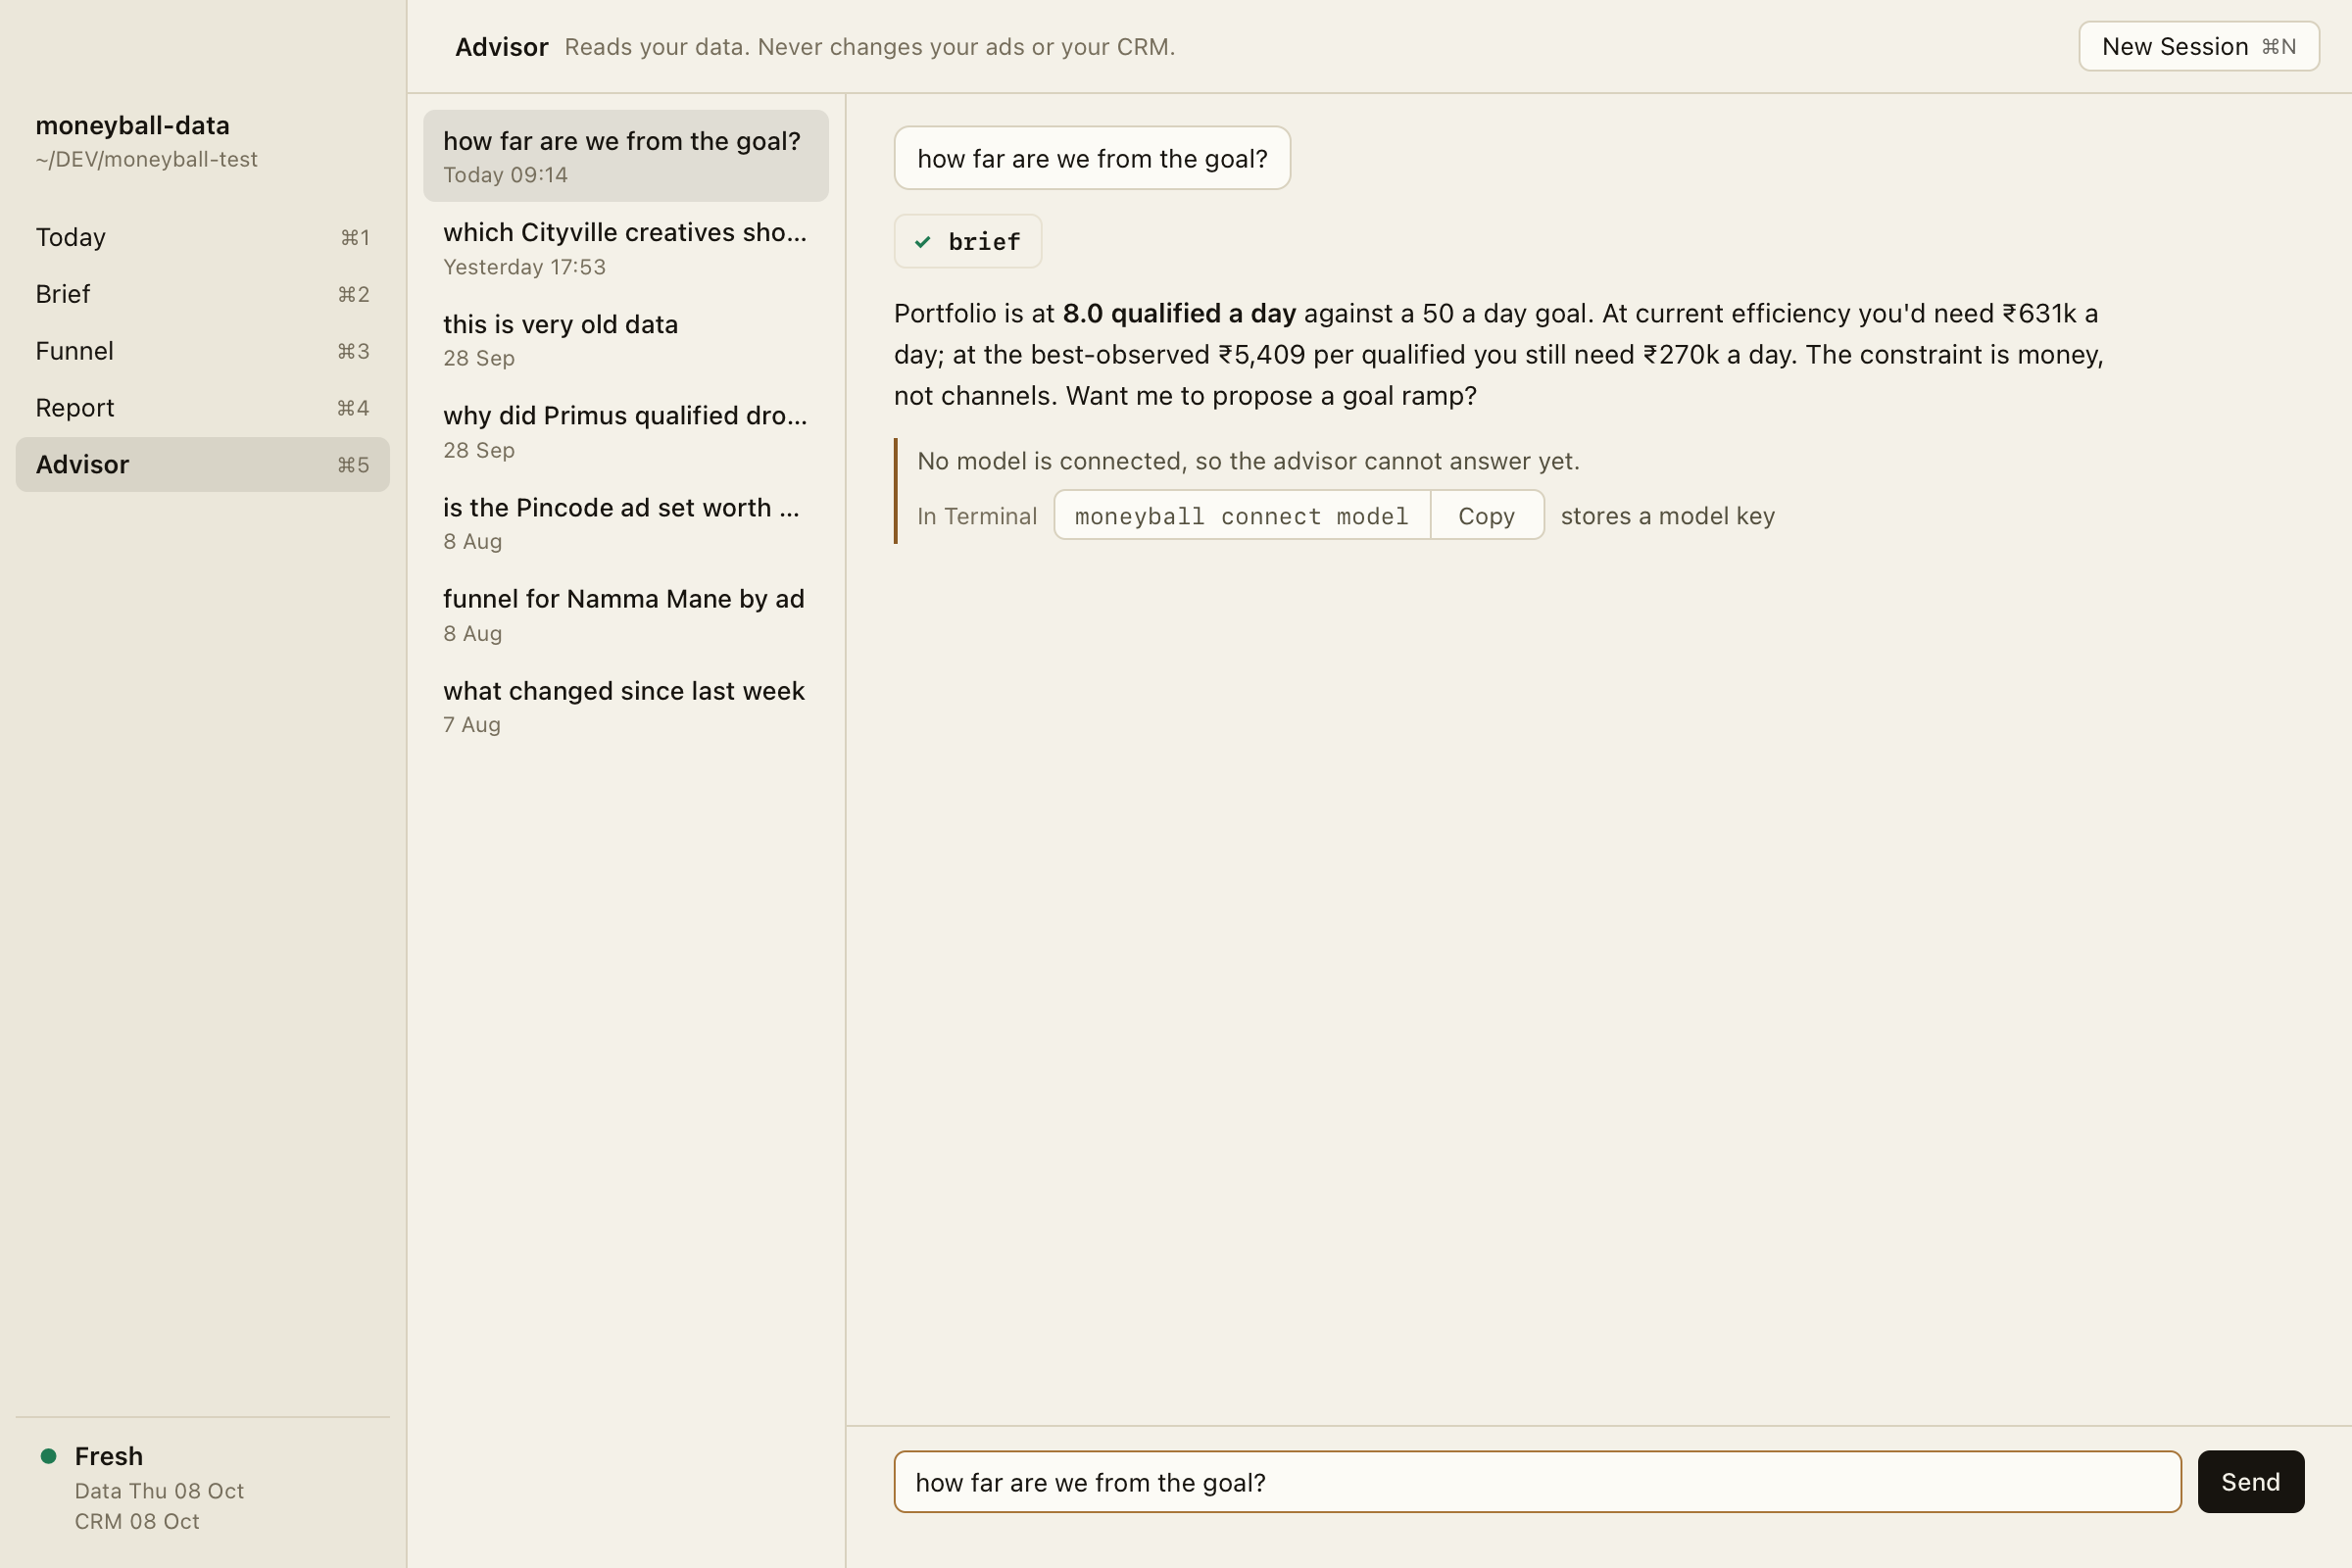 moneyball-data
~/DEV/moneyball-test
Today ⌘1
Brief ⌘2
Funnel ⌘3
Report ⌘4
Advisor ⌘5
Fresh
Data Thu 08 Oct
CRM 08 Oct
Advisor Reads your data. Never changes your ads or your CRM.
New Session ⌘N
how far are we from the goal?
Today 09:14
which Cityville creatives sho...
Yesterday 17:53
this is very old data
28 Sep
why did Primus qualified dro...
28 Sep
is the Pincode ad set worth ...
8 Aug
funnel for Namma Mane by ad
8 Aug
what changed since last week
7 Aug
how far are we from the goal?
✓ brief
Portfolio is at 8.0 qualified a day against a 50 a day goal. At current efficiency you'd need ₹631k a
day; at the best-observed ₹5,409 per qualified you still need ₹270k a day. The constraint is money,
not channels. Want me to propose a goal ramp?
No model is connected, so the advisor cannot answer yet.
In Terminal moneyball connect model Copy stores a model key
how far are we from the goal?
Send